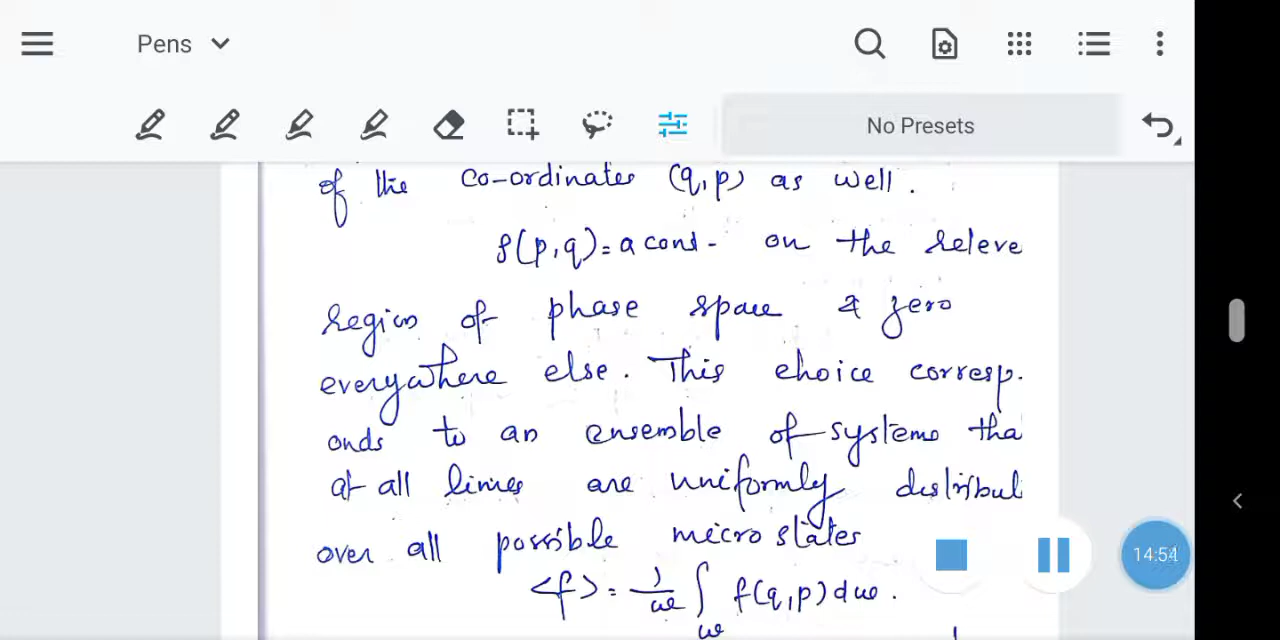 Pens
No Presets
of the co-ordinates (q,p) as well.
ρ(p,q) = a const - on the releve
region of phase space & zero
everywhere else. This choice corresp.
onds to an ensemble of systems tha
at all times are uniformly distribut
over all possible microstates
14:54
<f> = 1/ω ∫ω f(q,p) dω.